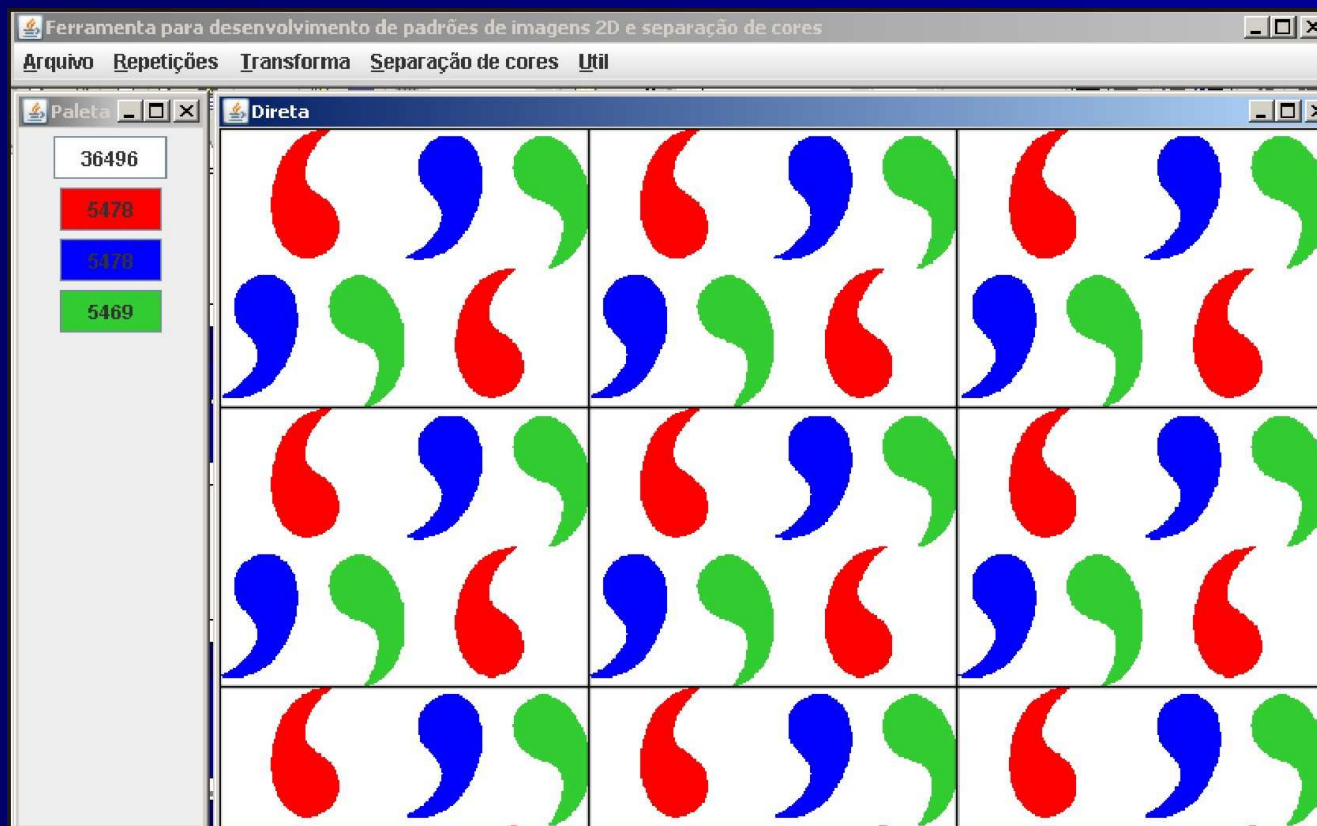 Ferramenta para desenvolvimento de padrões de imagens 2D e separação de cores
Arquivo Repetições Transforma Separação de cores Util
Paleta
Direta
36496
5478
5478
5469